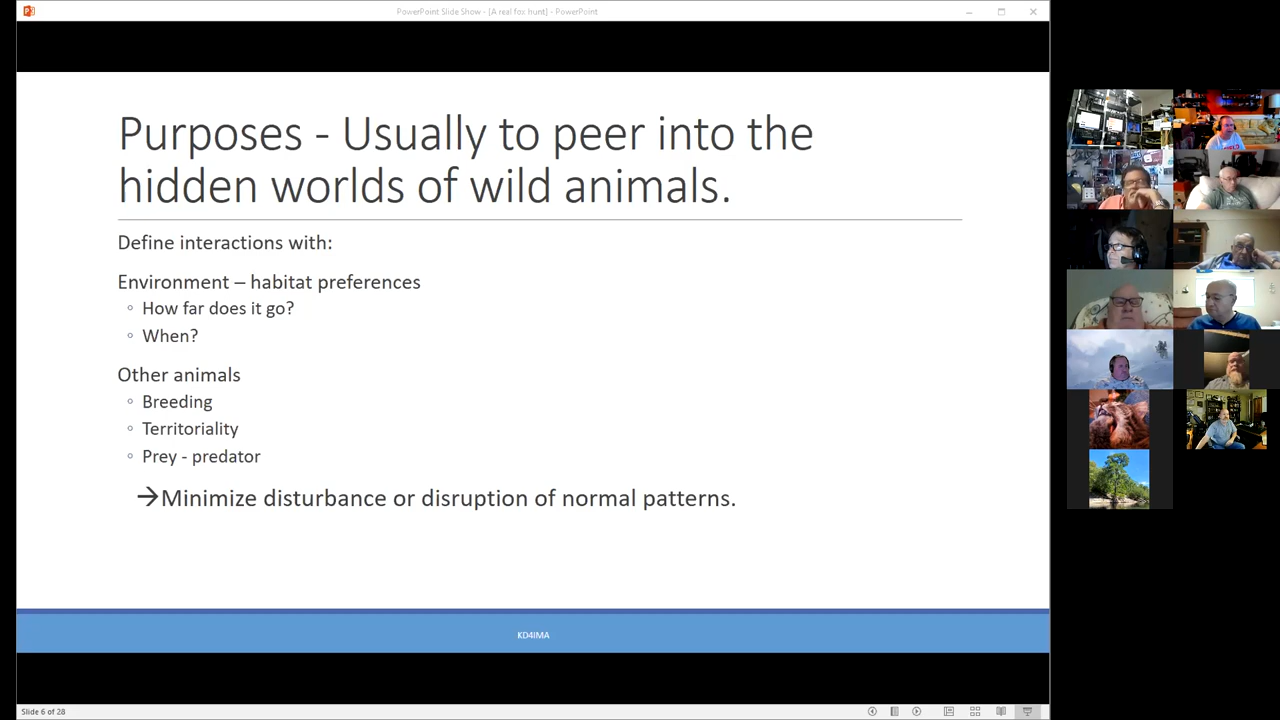 PowerPoint Slide Show - [A real fox hunt] - PowerPoint
Purposes - Usually to peer into the
hidden worlds of wild animals.
Define interactions with:
Environment – habitat preferences
◦ How far does it go?
◦ When?
Other animals
◦ Breeding
◦ Territoriality
◦ Prey - predator
→Minimize disturbance or disruption of normal patterns.
KD4IMA
Slide 6 of 28